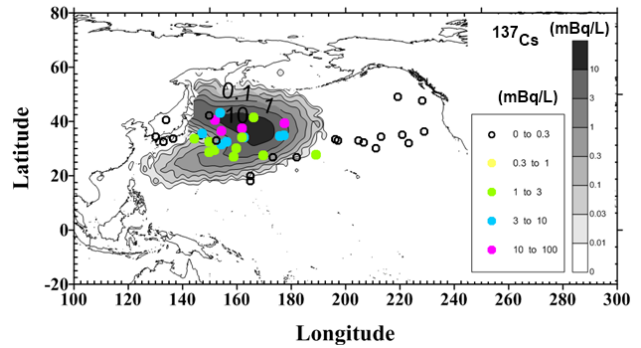 80
60
40
20
0
-20
Latitude
100 120 140 160 180 200 220 240 260 280 300
Longitude
0.1
1
10
137Cs
(mBq/L)
10
3
1
0.3
0.1
0.03
0.01
0
(mBq/L)
0 to 0.3
0.3 to 1
1 to 3
3 to 10
10 to 100